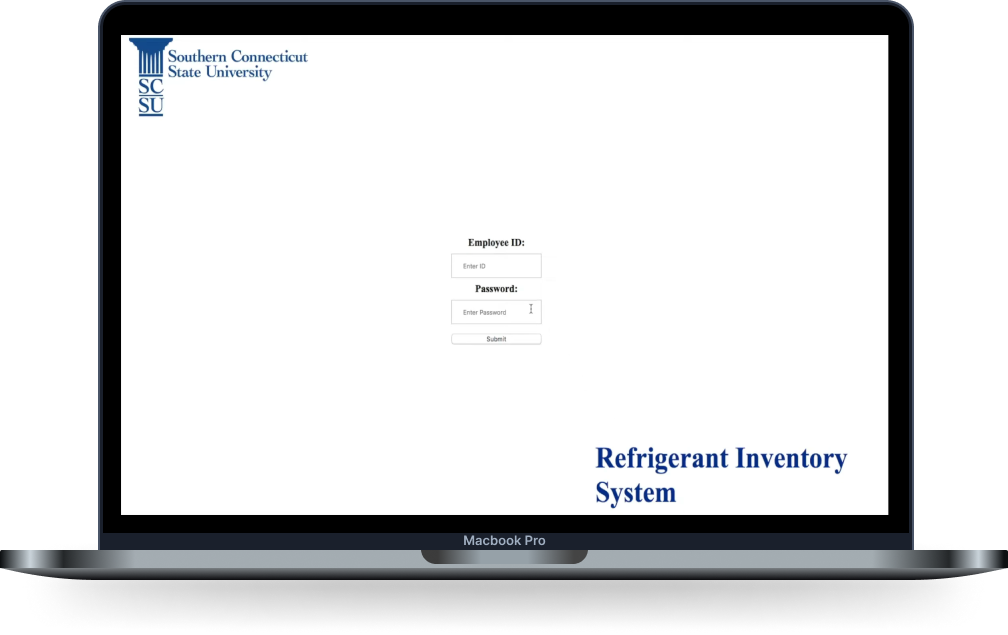 Southern Connecticut
State University
SC
SU
Employee ID:
Enter ID
Password:
Enter Password
Submit
Refrigerant Inventory
System
Macbook Pro